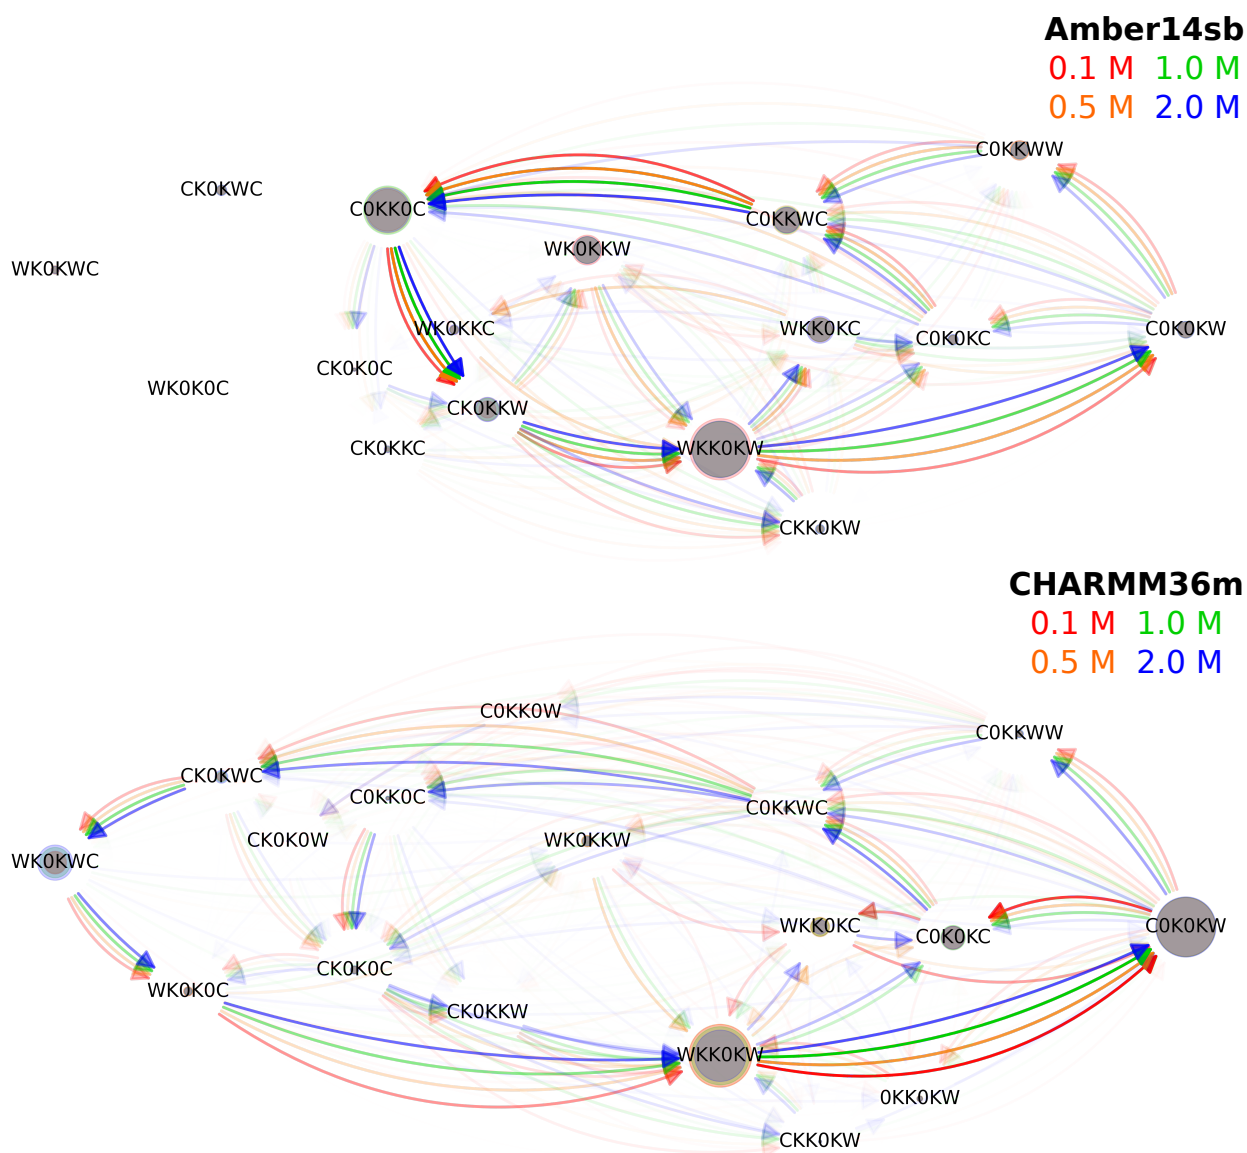 Amber14sb
0.1 M 1.0 M
0.5 M 2.0 M
C0KKWW
CK0KWC
C0KK0C
C0KKWC
WK0KKW
WK0KWC
WK0KKC
WKK0KC
C0K0KC
C0K0KW
CK0K0C
WK0K0C
CK0KKW
CK0KKC
WKK0KW
CKK0KW
CHARMM36m
0.1 M 1.0 M
0.5 M 2.0 M
C0KK0W
C0KKWW
CK0KWC
C0KK0C
C0KKWC
CK0K0W
WK0KKW
WK0KWC
WKK0KC
C0K0KC
C0K0KW
CK0K0C
WK0K0C
CK0KKW
WKK0KW
0KK0KW
CKK0KW